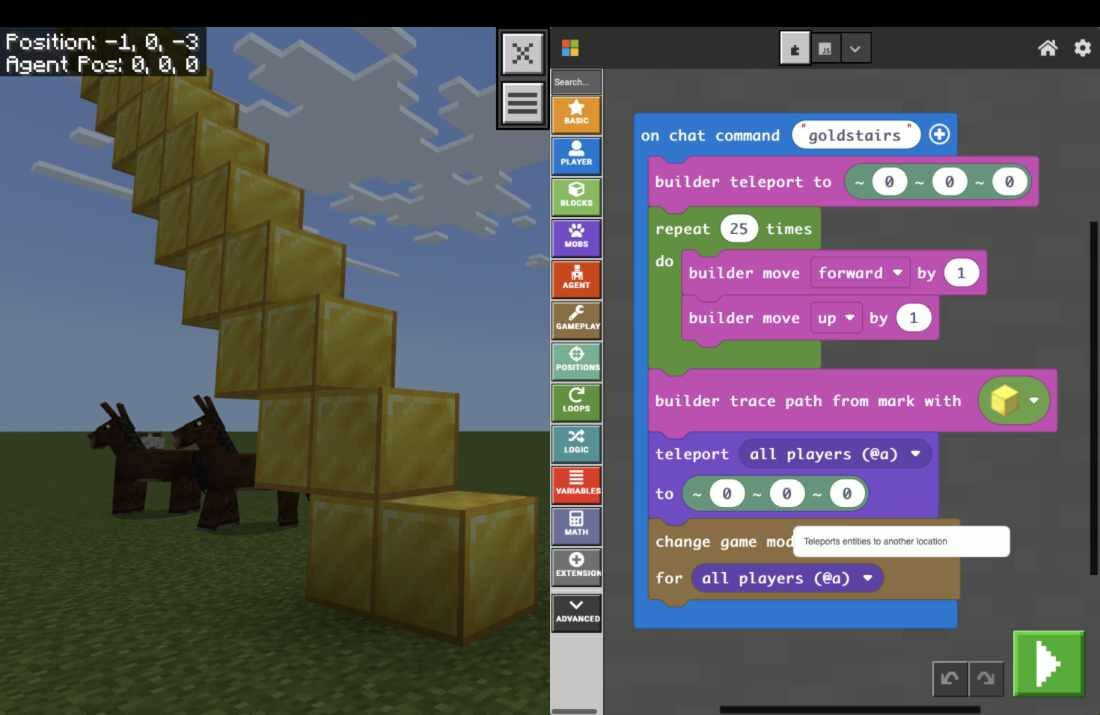 Position: -1, 0, -3
Agent Pos: 0, 0, 0
Search...
BASIC
PLAYER
BLOCKS
MOBS
AGENT
GAMEPLAY
POSITIONS
LOOPS
LOGIC
VARIABLES
MATH
EXTENSION
ADVANCED
on chat command "goldstairs"
builder teleport to ~ 0 ~ 0 ~ 0
repeat 25 times
do
builder move forward by 1
builder move up by 1
builder trace path from mark with
teleport all players (@a)
to ~ 0 ~ 0 ~ 0
change game mod
Teleports entities to another location
for all players (@a)